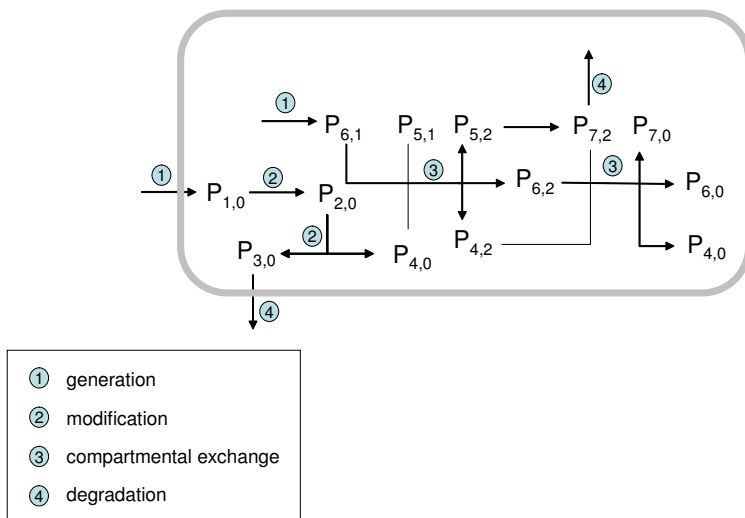 4
1
P6,1 P5,1 P5,2 P7,2 P7,0
3 3
1 P1,0 2 P2,0 P6,2 P6,0
2
P3,0 P4,0 P4,2 P4,0
4
1 generation
2 modification
3 compartmental exchange
4 degradation